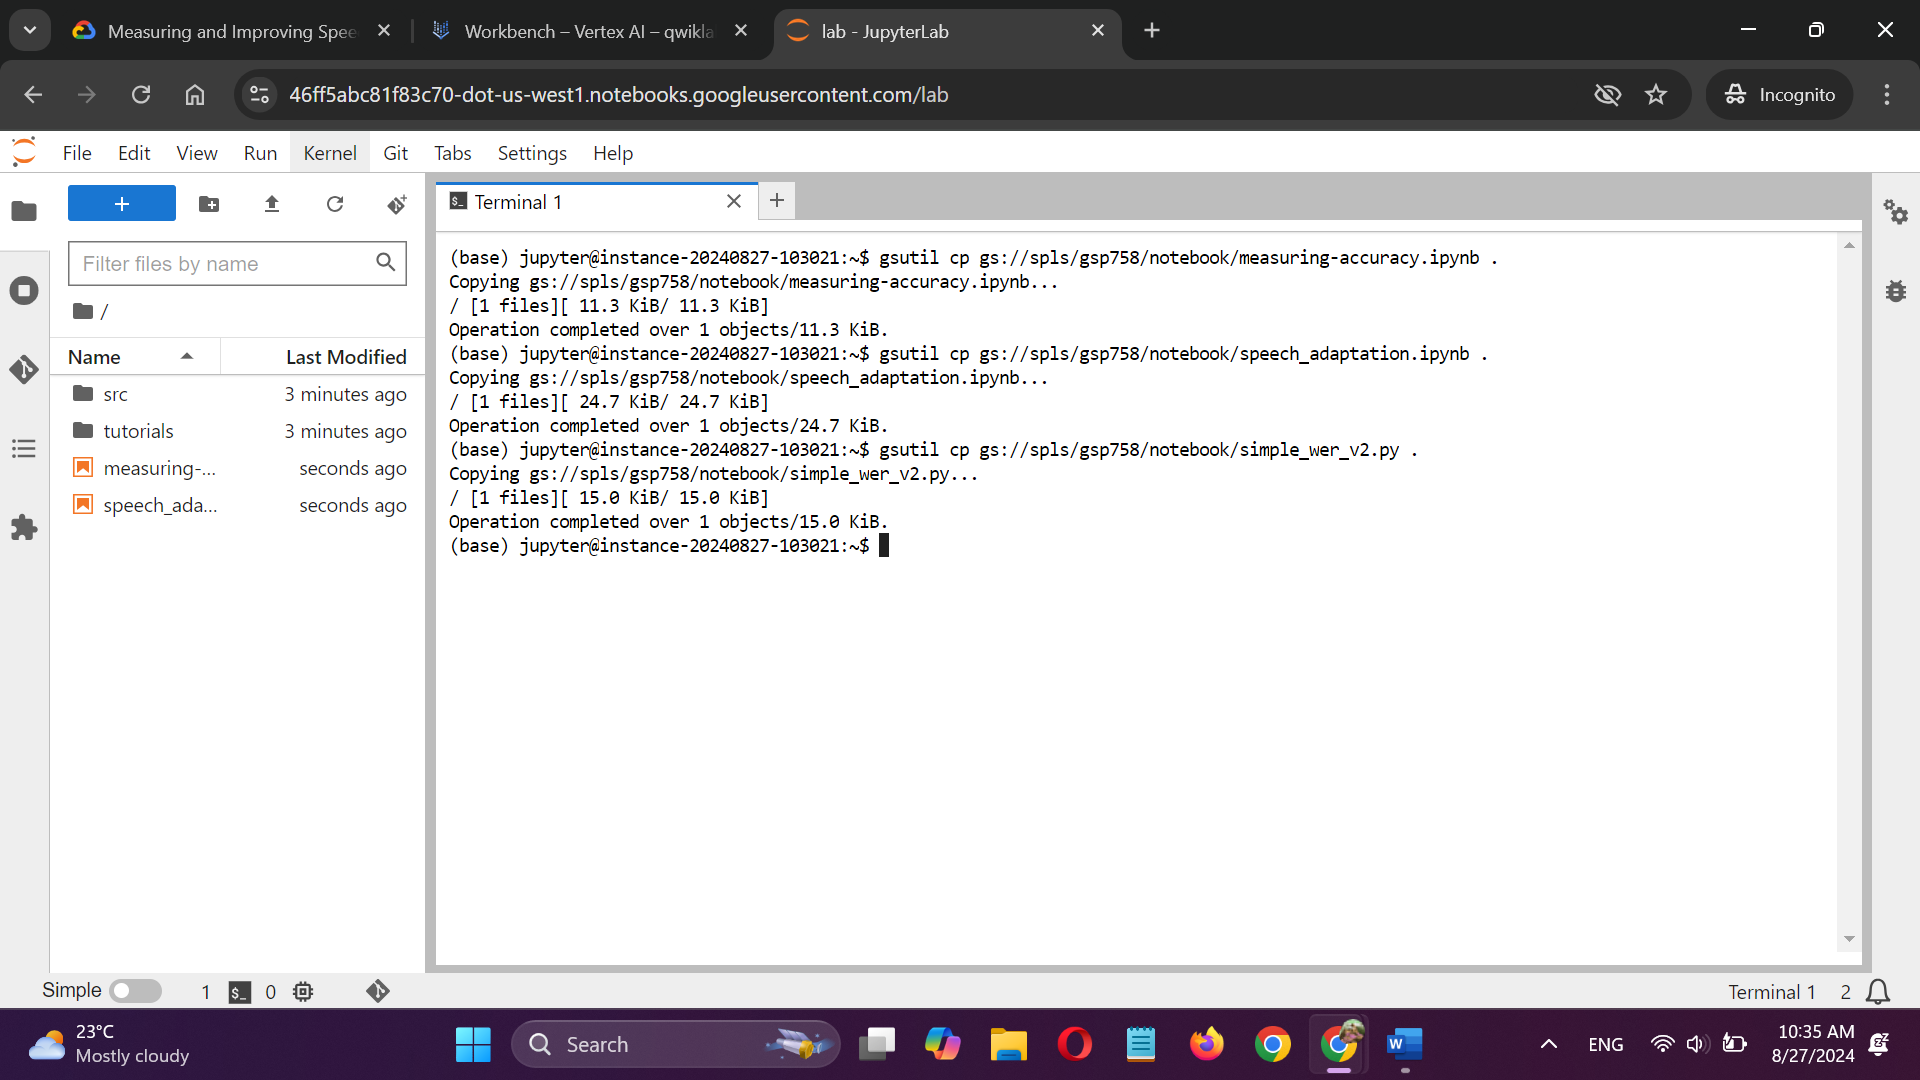 Measuring and Improving Spee
Workbench – Vertex AI – qwikla
lab - JupyterLab
46ff5abc81f83c70-dot-us-west1.notebooks.googleusercontent.com/lab
Incognito
File Edit View Run Kernel Git Tabs Settings Help
Terminal 1
Filter files by name
/
Name Last Modified
src 3 minutes ago
tutorials 3 minutes ago
measuring-... seconds ago
speech_ada... seconds ago
(base) jupyter@instance-20240827-103021:~$ gsutil cp gs://spls/gsp758/notebook/measuring-accuracy.ipynb .
Copying gs://spls/gsp758/notebook/measuring-accuracy.ipynb...
/ [1 files][ 11.3 KiB/ 11.3 KiB]
Operation completed over 1 objects/11.3 KiB.
(base) jupyter@instance-20240827-103021:~$ gsutil cp gs://spls/gsp758/notebook/speech_adaptation.ipynb .
Copying gs://spls/gsp758/notebook/speech_adaptation.ipynb...
/ [1 files][ 24.7 KiB/ 24.7 KiB]
Operation completed over 1 objects/24.7 KiB.
(base) jupyter@instance-20240827-103021:~$ gsutil cp gs://spls/gsp758/notebook/simple_wer_v2.py .
Copying gs://spls/gsp758/notebook/simple_wer_v2.py...
/ [1 files][ 15.0 KiB/ 15.0 KiB]
Operation completed over 1 objects/15.0 KiB.
(base) jupyter@instance-20240827-103021:~$
Simple 1 $_ 0 Terminal 1 2
23°C
Mostly cloudy
Search
ENG
10:35 AM
8/27/2024